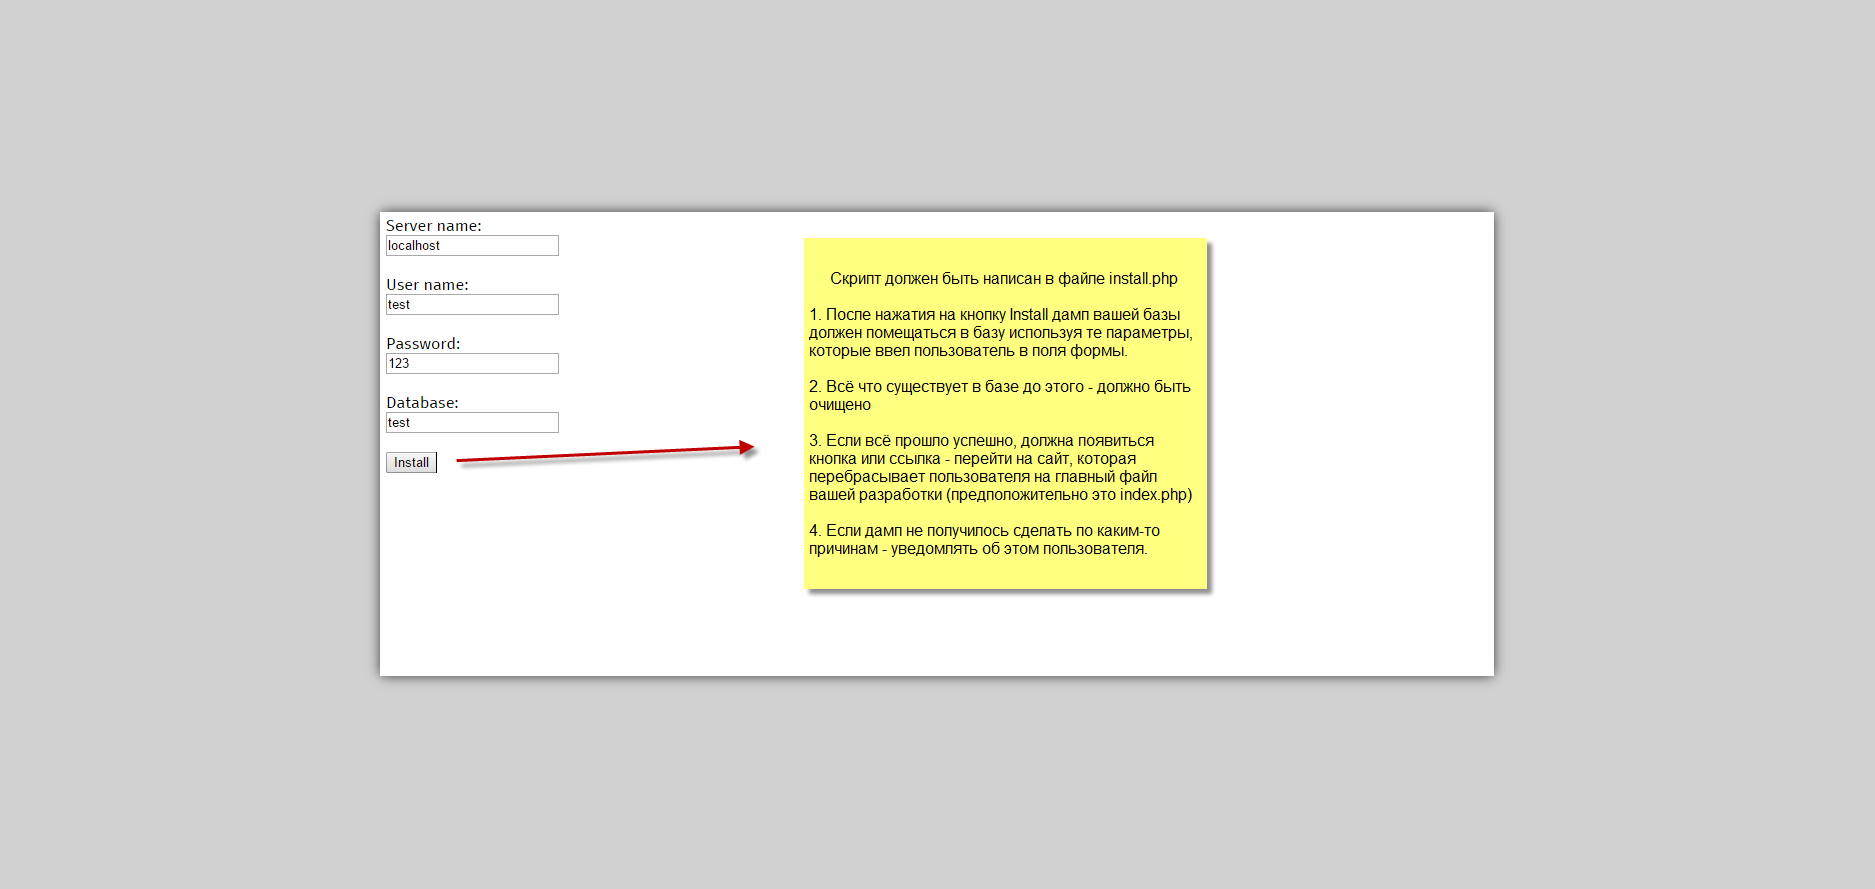 Server name:
localhost
User name:
test
Password:
123
Database:
test
Install
Скрипт должен быть написан в файле install.php
1. После нажатия на кнопку Install дамп вашей базы
должен помещаться в базу используя те параметры,
которые ввел пользователь в поля формы.
2. Всё что существует в базе до этого - должно быть
очищено
3. Если всё прошло успешно, должна появиться
кнопка или ссылка - перейти на сайт, которая
перебрасывает пользователя на главный файл
вашей разработки (предположительно это index.php)
4. Если дамп не получилось сделать по каким-то
причинам - уведомлять об этом пользователя.